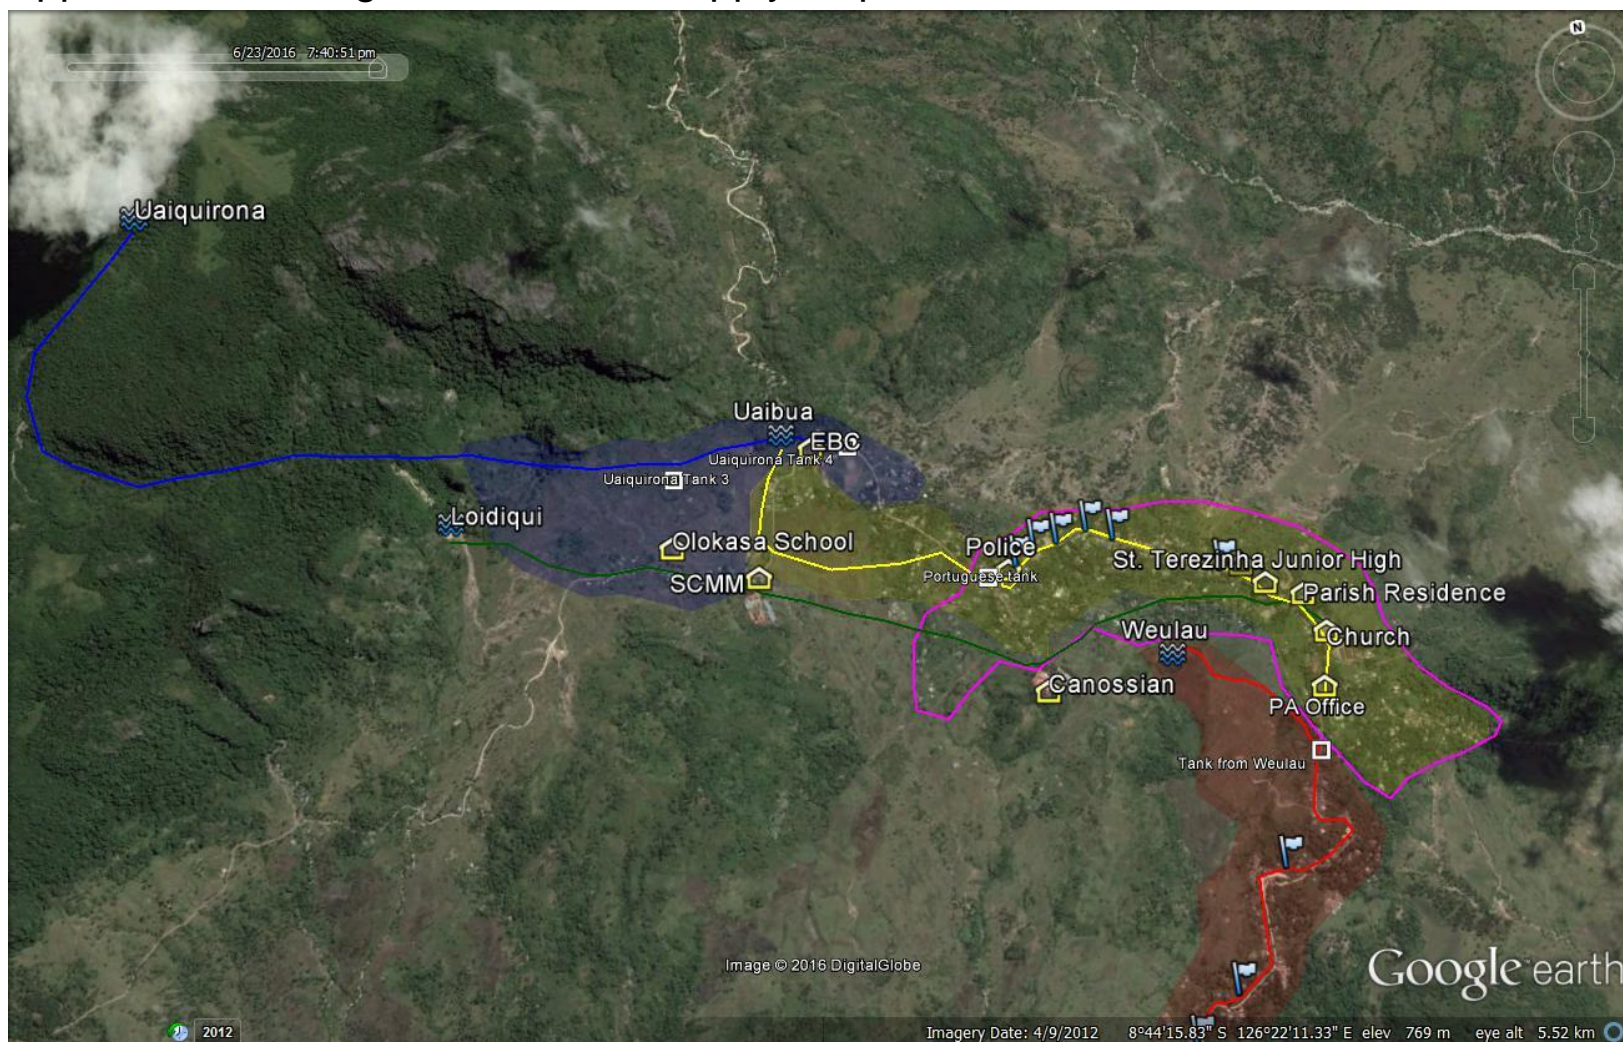 6/23/2016 7:40:51 pm
N
Uaiquirona
Uaibua
EBC
Uaiquirona Tank 4
Uaiquirona Tank 3
Loidiqui
Olokasa School
Police
St. Terezinha Junior High
SCMM
Portuguese tank
Parish Residence
Weulau
Church
Canossian
PA Office
Tank from Weulau
Image © 2016 DigitalGlobe
Google earth
2012
Imagery Date: 4/9/2012 8°44'15.83" S 126°22'11.33" E elev 769 m eye alt 5.52 km